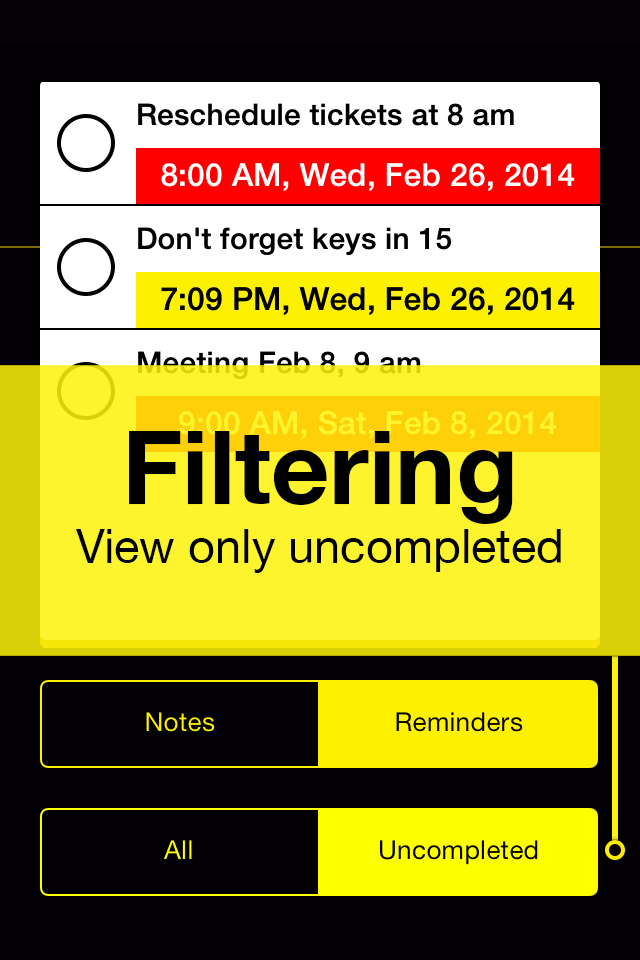 Reschedule tickets at 8 am
8:00 AM, Wed, Feb 26, 2014
Don't forget keys in 15
7:09 PM, Wed, Feb 26, 2014
Meeting Feb 8, 9 am
9:00 AM, Sat, Feb 8, 2014
Filtering
View only uncompleted
Notes
Reminders
All
Uncompleted